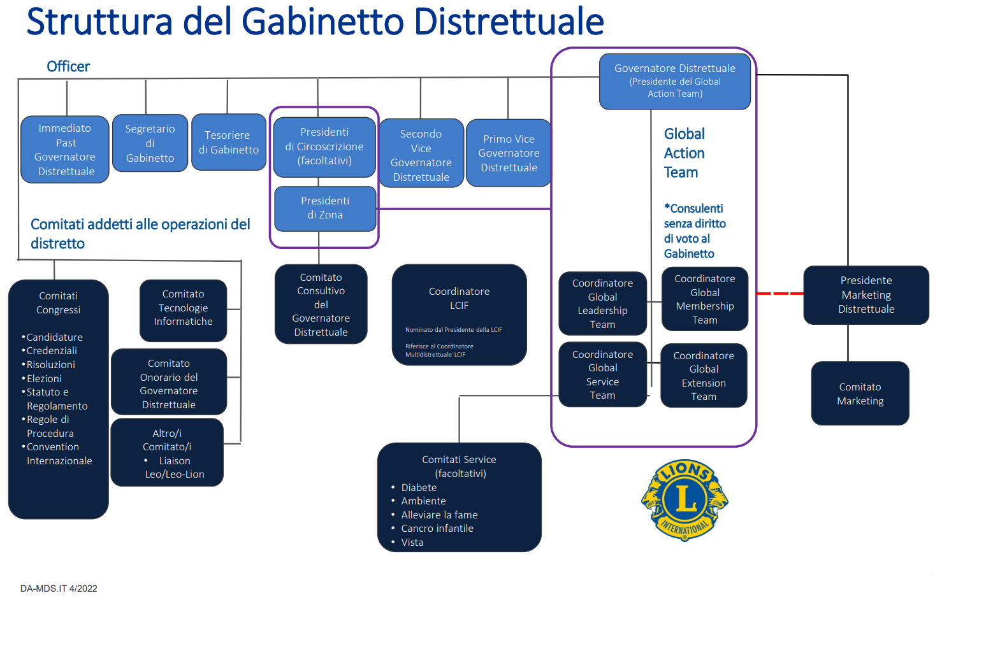 Struttura del Gabinetto Distrettuale
Officer
Governatore Distrettuale
(Presidente del Global
Action Team)
Immediato
Past
Governatore
Distrettuale
Segretario
di
Gabinetto
Tesoriere
di Gabinetto
Presidenti
di Circoscrizione
(facoltativi)
Secondo
Vice
Governatore
Distrettuale
Primo Vice
Governatore
Distrettuale
Presidenti
di Zona
Global
Action
Team
*Consulenti
senza diritto
di voto al
Gabinetto
Comitati addetti alle operazioni del
distretto
Comitati
Congressi
•Candidature
•Credenziali
•Risoluzioni
•Elezioni
•Statuto e
Regolamento
•Regole di
Procedura
•Convention
Internazionale
Comitato
Tecnologie
Informatiche
Comitato
Onorario del
Governatore
Distrettuale
Altro/i
Comitato/i
• Liaison
Leo/Leo-Lion
Comitato
Consultivo
del
Governatore
Distrettuale
Coordinatore
LCIF
Nominato dal Presidente della LCIF
Riferisce al Coordinatore
Multidistrettuale LCIF
Coordinatore
Global
Leadership
Team
Coordinatore
Global
Membership
Team
Coordinatore
Global
Service
Team
Coordinatore
Global
Extension
Team
Presidente
Marketing
Distrettuale
Comitato
Marketing
Comitati Service
(facoltativi)
• Diabete
• Ambiente
• Alleviare la fame
• Cancro infantile
• Vista
LIONS
L
INTERNATIONAL
®
DA-MDS.IT 4/2022